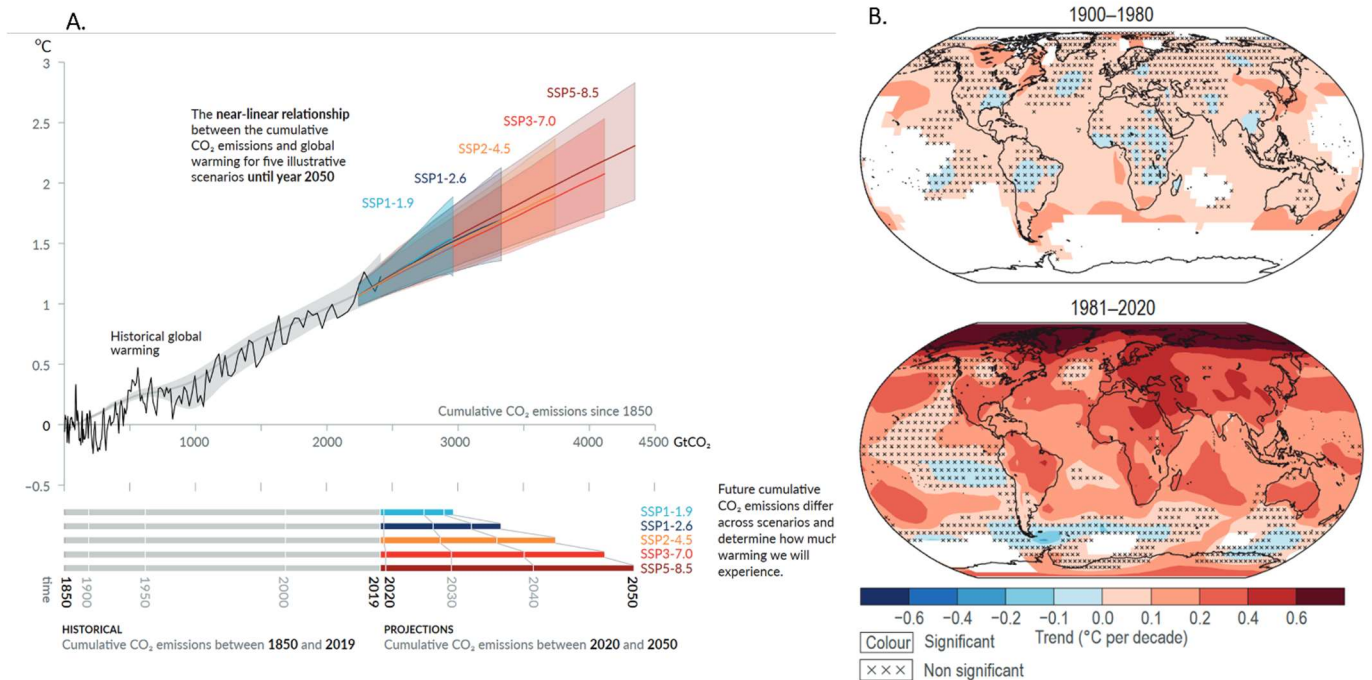 A.
°C
3
2.5
2
1.5
1
0.5
0
−0.5
The near-linear relationship
between the cumulative
CO₂ emissions and global
warming for five illustrative
scenarios until year 2050
SSP5-8.5
SSP3-7.0
SSP2-4.5
SSP1-2.6
SSP1-1.9
Historical global
warming
Cumulative CO₂ emissions since 1850
1000 2000 3000 4000 4500 GtCO₂
SSP1-1.9
SSP1-2.6
SSP2-4.5
SSP3-7.0
SSP5-8.5
Future cumulative
CO₂ emissions differ
across scenarios and
determine how much
warming we will
experience.
time
1850 1900 1950 2000 2019 2020 2030 2040 2050
HISTORICAL
Cumulative CO₂ emissions between 1850 and 2019
PROJECTIONS
Cumulative CO₂ emissions between 2020 and 2050
B.
1900–1980
1981–2020
−0.6 −0.4 −0.2 −0.1 0.0 0.1 0.2 0.4 0.6
Trend (°C per decade)
Colour Significant
××× Non significant